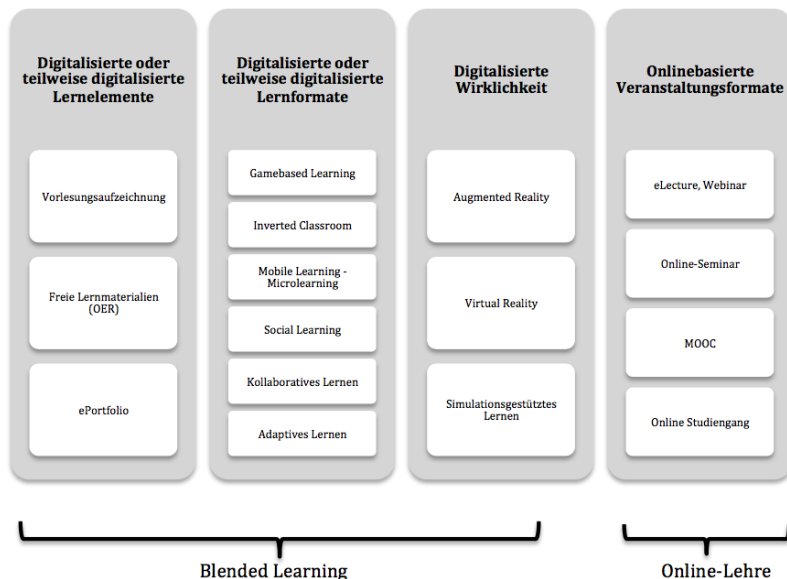 Digitalisierte oder
teilweise digitalisierte
Lernelemente
Vorlesungsaufzeichnung
Freie Lernmaterialien
(OER)
ePortfolio
Digitalisierte oder
teilweise digitalisierte
Lernformate
Gamebased Learning
Inverted Classroom
Mobile Learning -
Microlearning
Social Learning
Kollaboratives Lernen
Adaptives Lernen
Digitalisierte
Wirklichkeit
Augmented Reality
Virtual Reality
Simulationsgestütztes
Lernen
Onlinebasierte
Veranstaltungsformate
eLecture, Webinar
Online-Seminar
MOOC
Online Studiengang
Blended Learning
Online-Lehre